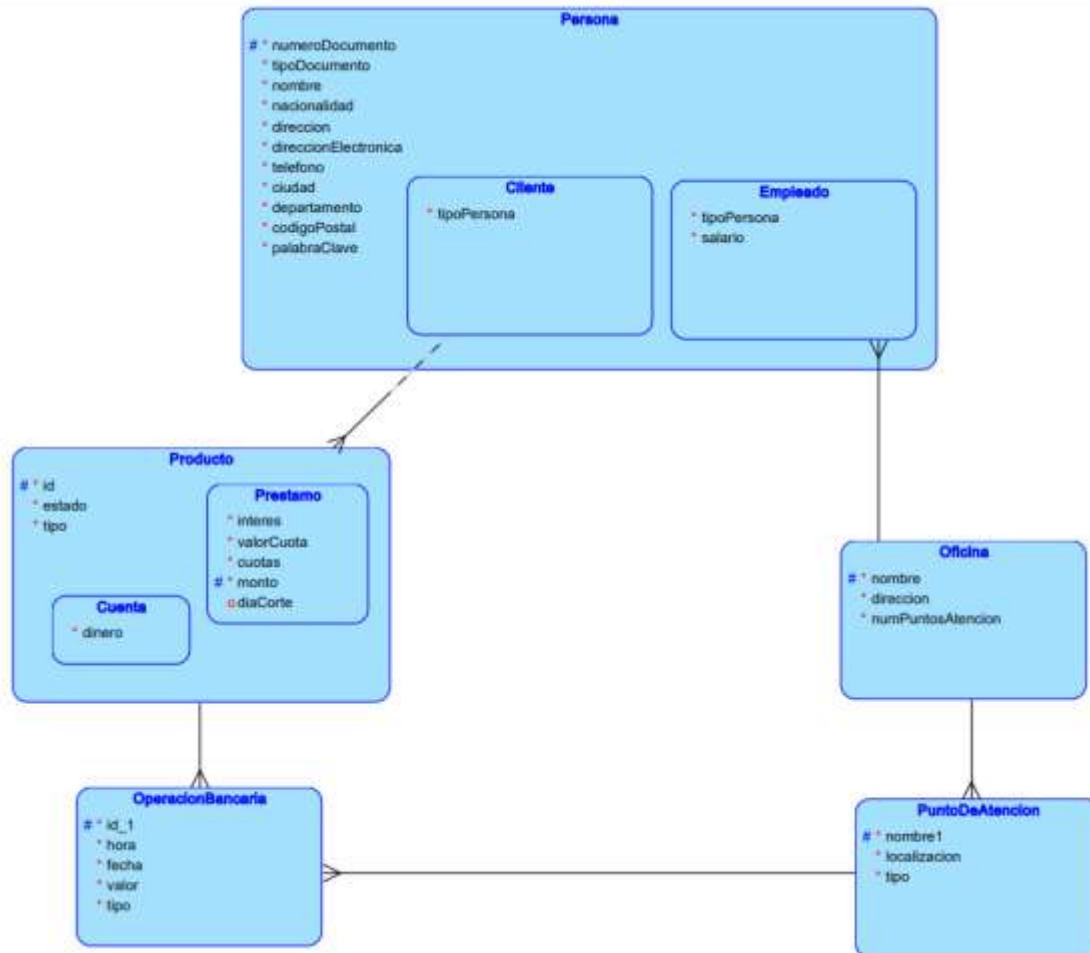 Persona
# * numeroDocumento
* tipoDocumento
* nombre
* nacionalidad
* direccion
* direccionElectronica
* telefono
* ciudad
* departamento
* codigoPostal
* palabraClave
Cliente
* tipoPersona
Empleado
* tipoPersona
* salario
Producto
# * id
* estado
* tipo
Prestamo
* interes
* valorCuota
* cuotas
# * monto
o diaCorte
Cuenta
* dinero
Oficina
# * nombre
* direccion
* numPuntosAtencion
OperacionBancaria
# * id_1
* hora
* fecha
* valor
* tipo
PuntoDeAtencion
# * nombre1
* localizacion
* tipo